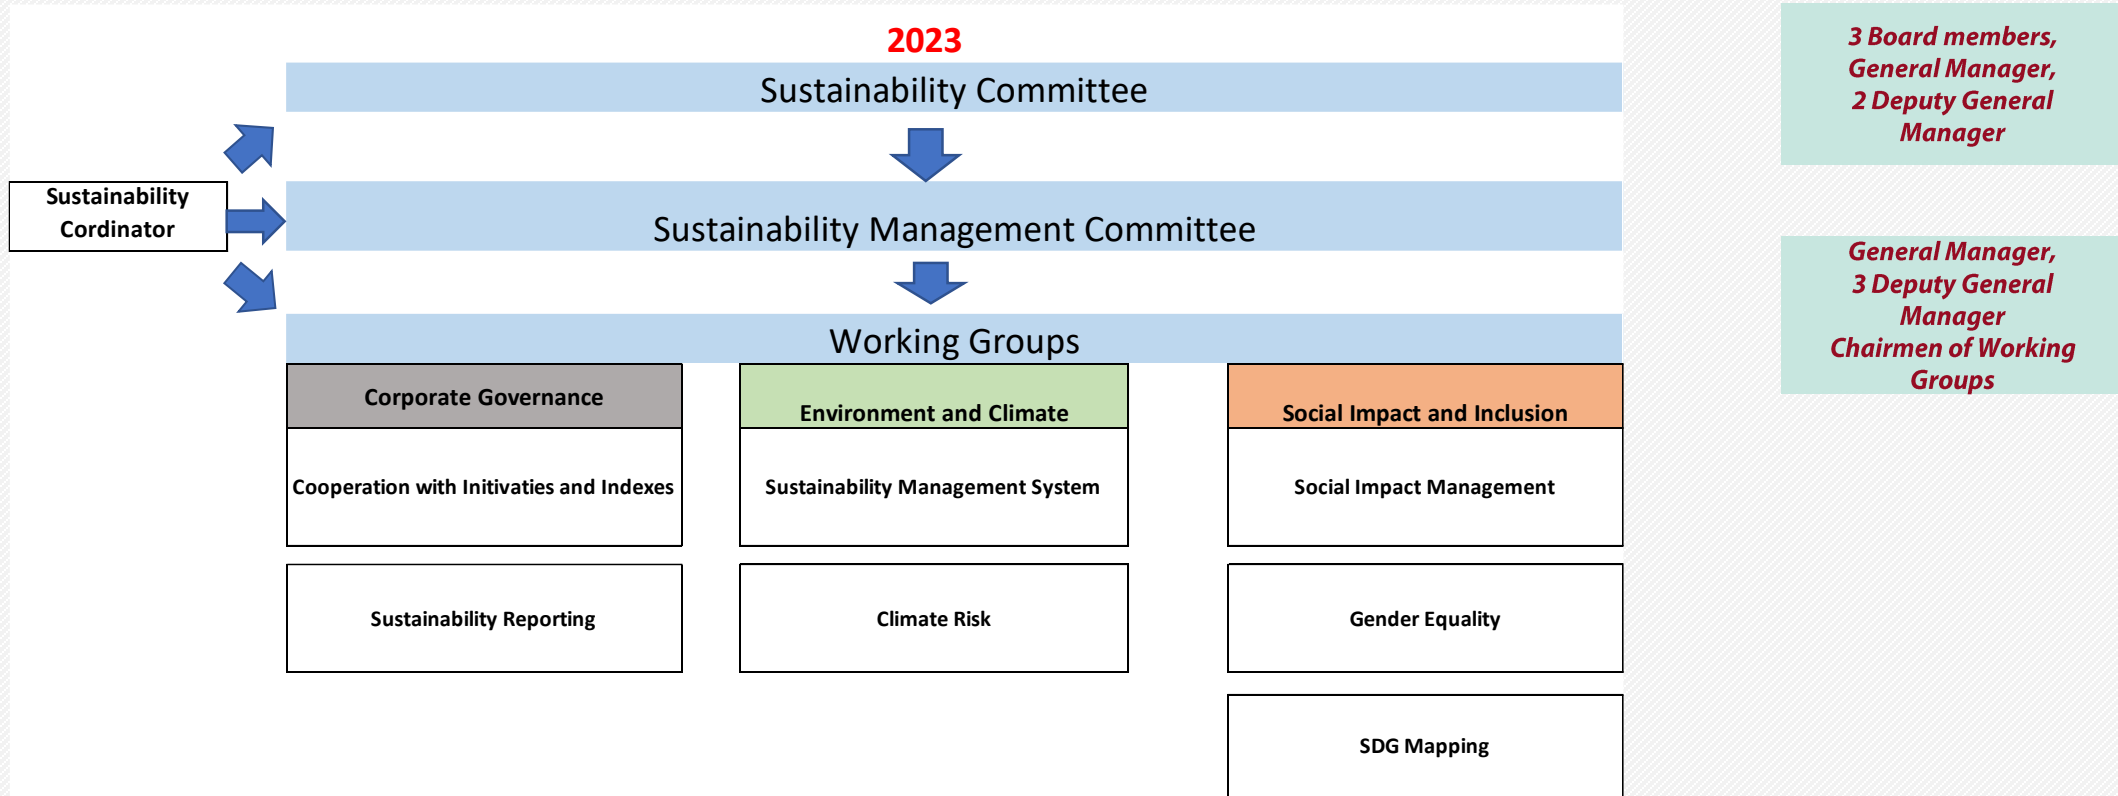 2023
Sustainability Committee
3 Board members,
General Manager,
2 Deputy General
Manager
Sustainability
Cordinator
Sustainability Management Committee
General Manager,
3 Deputy General
Manager
Chairmen of Working
Groups
Working Groups
Corporate Governance
Environment and Climate
Social Impact and Inclusion
Cooperation with Initivaties and Indexes
Sustainability Management System
Social Impact Management
Sustainability Reporting
Climate Risk
Gender Equality
SDG Mapping